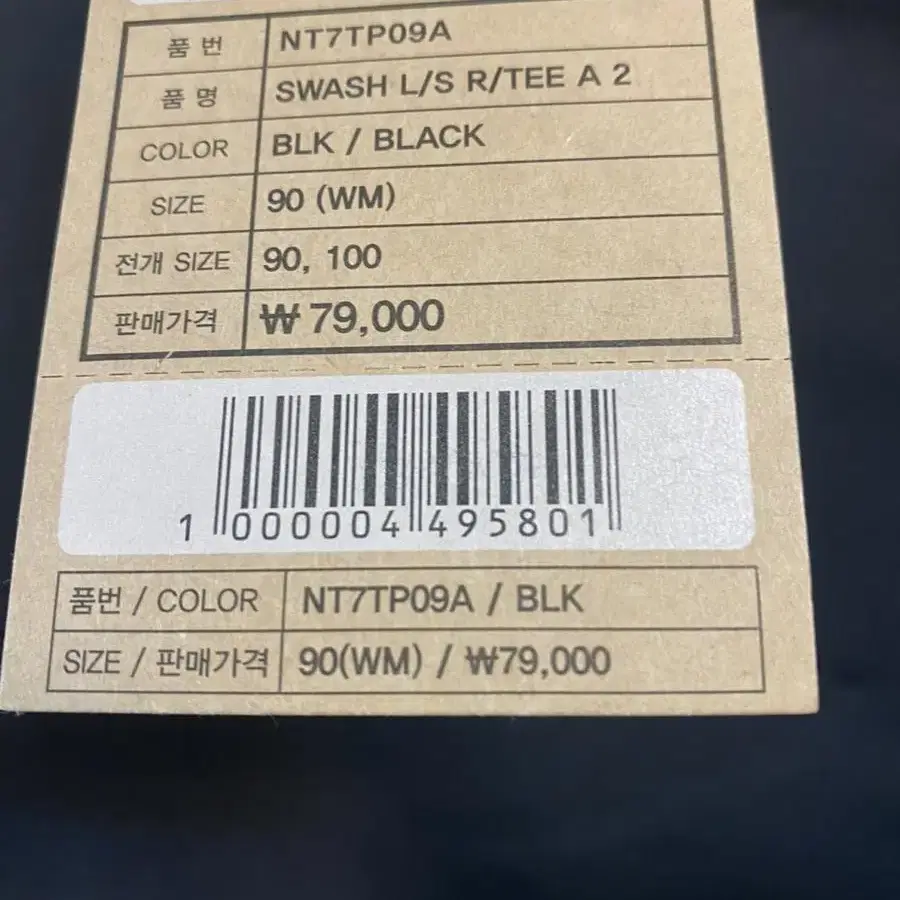 품 번 NT7TP09A
품 명 SWASH L/S R/TEE A 2
COLOR BLK / BLACK
SIZE 90 (WM)
전개 SIZE 90, 100
판매가격 ₩ 79,000
1 000004 495801
품번 / COLOR NT7TP09A / BLK
SIZE / 판매가격 90(WM) / ₩79,000